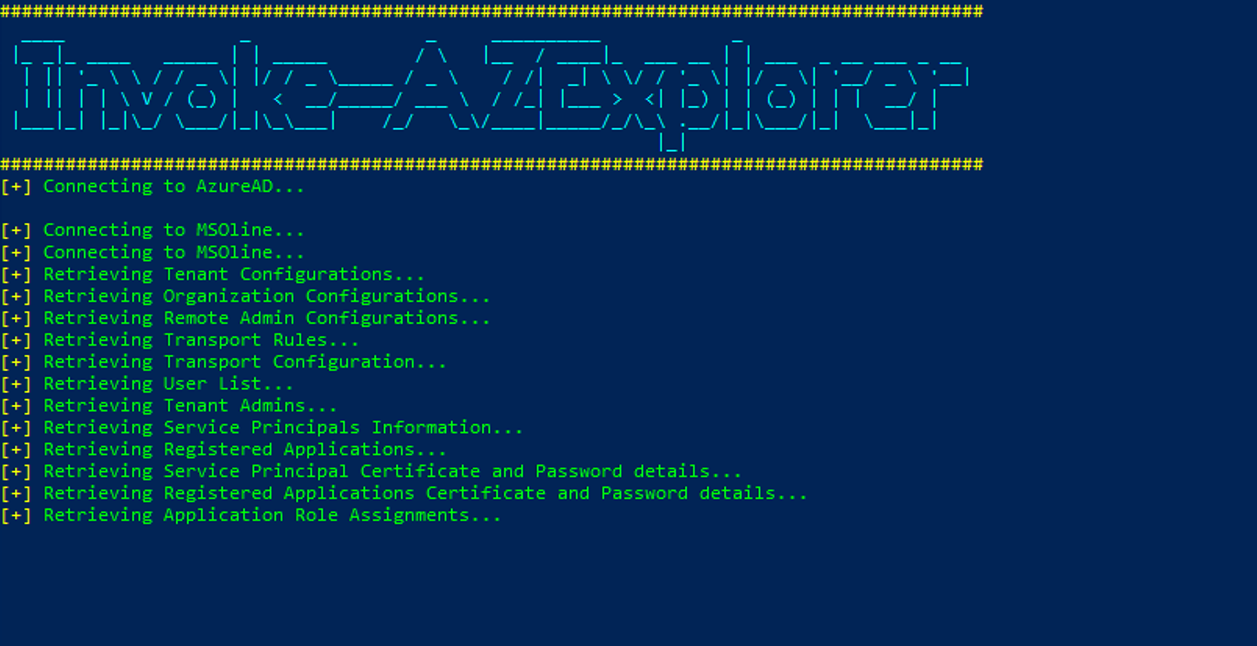 ##########################################################################################
Invoke-AZExplorer
##########################################################################################
[+] Connecting to AzureAD...
[+] Connecting to MSOline...
[+] Connecting to MSOline...
[+] Retrieving Tenant Configurations...
[+] Retrieving Organization Configurations...
[+] Retrieving Remote Admin Configurations...
[+] Retrieving Transport Rules...
[+] Retrieving Transport Configuration...
[+] Retrieving User List...
[+] Retrieving Tenant Admins...
[+] Retrieving Service Principals Information...
[+] Retrieving Registered Applications...
[+] Retrieving Service Principal Certificate and Password details...
[+] Retrieving Registered Applications Certificate and Password details...
[+] Retrieving Application Role Assignments...